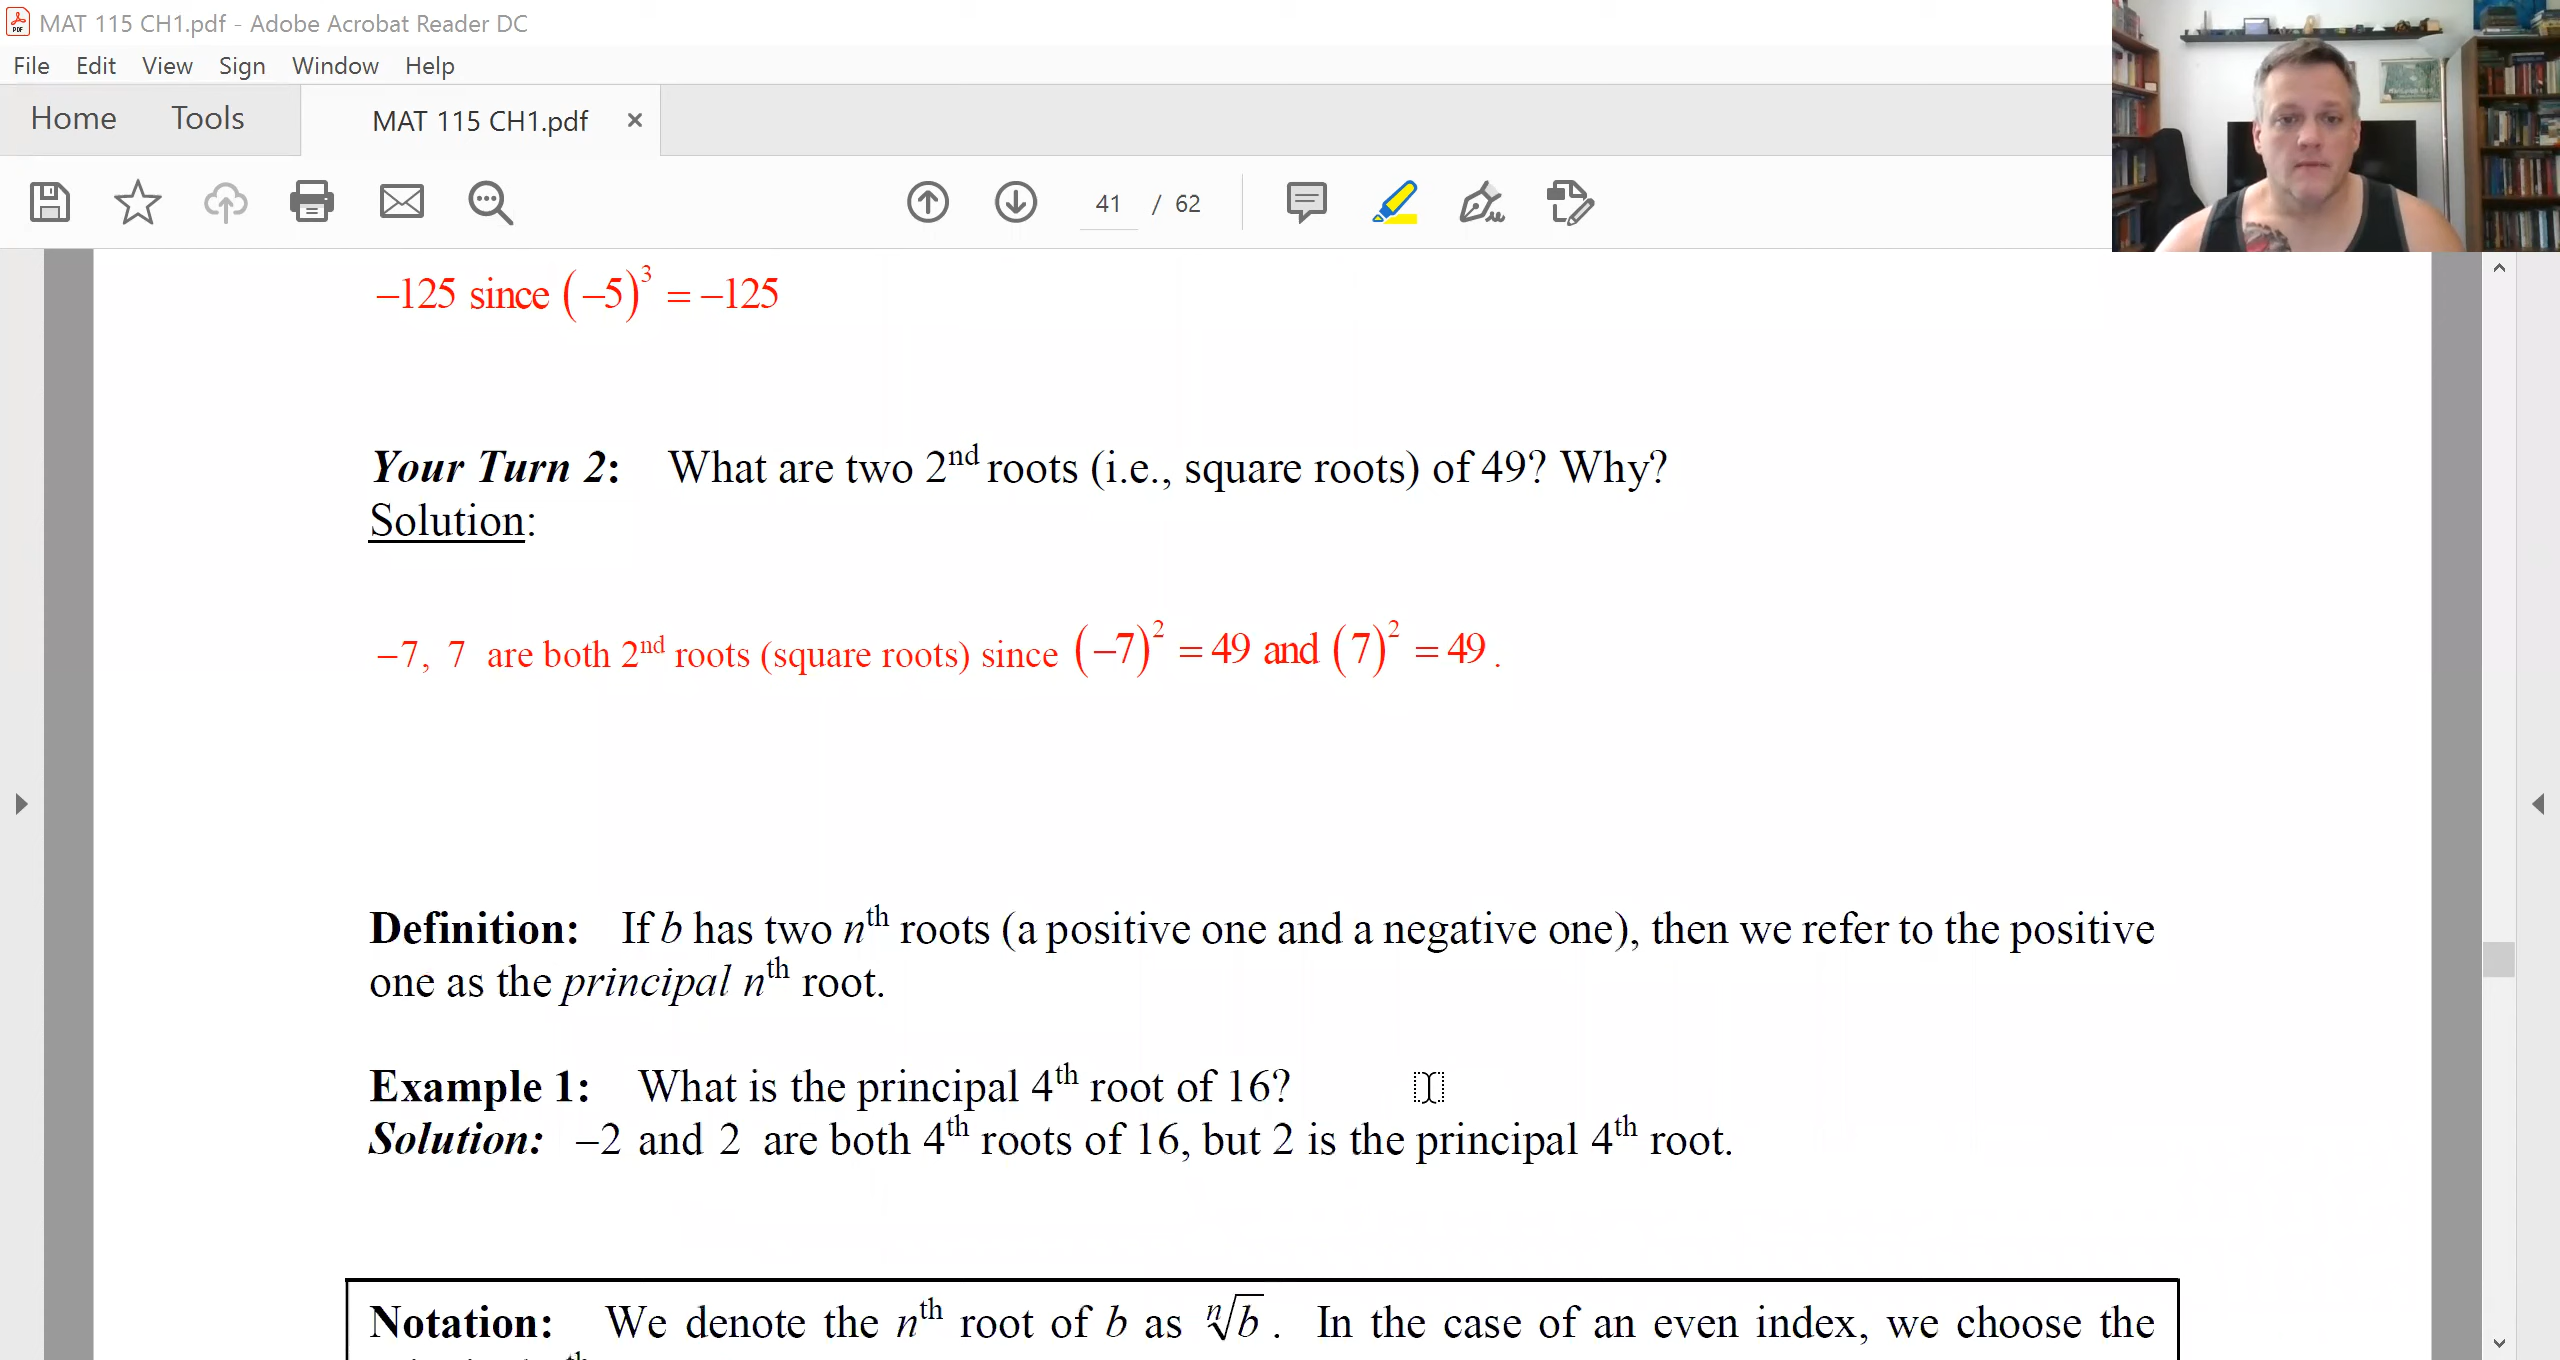 MAT 115 CH1.pdf - Adobe Acrobat Reader DC
File Edit View Sign Window Help
Home Tools MAT 115 CH1.pdf ×
41 / 62
–125 since (–5)³ = –125
Your Turn 2: What are two 2nd roots (i.e., square roots) of 49? Why?
Solution:
–7, 7 are both 2nd roots (square roots) since (–7)² = 49 and (7)² = 49.
Definition: If b has two nth roots (a positive one and a negative one), then we refer to the positive
one as the principal nth root.
Example 1: What is the principal 4th root of 16?
Solution: –2 and 2 are both 4th roots of 16, but 2 is the principal 4th root.
Notation: We denote the nth root of b as ⁿ√b. In the case of an even index, we choose the